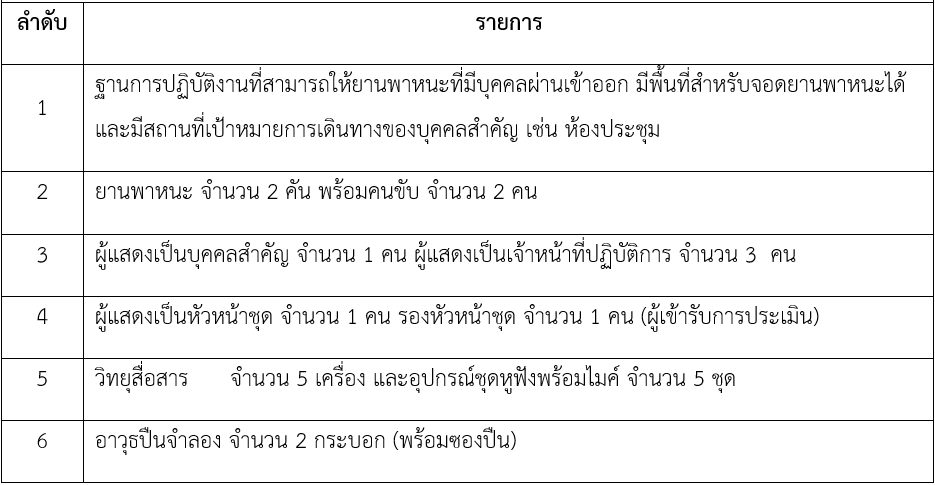 ลำดับ รายการ
1 ฐานการปฏิบัติงานที่สามารถให้ยานพาหนะที่มีบุคคลผ่านเข้าออก มีพื้นที่สำหรับจอดยานพาหนะได้
และมีสถานที่เป้าหมายการเดินทางของบุคคลสำคัญ เช่น ห้องประชุม
2 ยานพาหนะ จำนวน 2 คัน พร้อมคนขับ จำนวน 2 คน
3 ผู้แสดงเป็นบุคคลสำคัญ จำนวน 1 คน ผู้แสดงเป็นเจ้าหน้าที่ปฏิบัติการ จำนวน 3 คน
4 ผู้แสดงเป็นหัวหน้าชุด จำนวน 1 คน รองหัวหน้าชุด จำนวน 1 คน (ผู้เข้ารับการประเมิน)
5 วิทยุสื่อสาร จำนวน 5 เครื่อง และอุปกรณ์ชุดหูฟังพร้อมไมค์ จำนวน 5 ชุด
6 อาวุธปืนจำลอง จำนวน 2 กระบอก (พร้อมซองปืน)